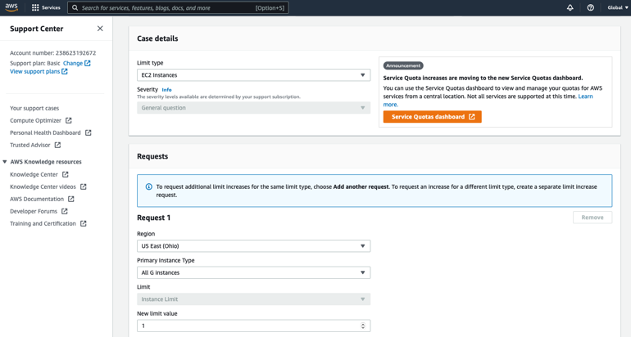 aws
Services
Search for services, features, blogs, docs, and more
[Option+S]
Global
Support Center
Account number: 238623192672
Support plan: Basic Change
View support plans
Your support cases
Compute Optimizer
Personal Health Dashboard
Trusted Advisor
AWS Knowledge resources
Knowledge Center
Knowledge Center videos
AWS Documentation
Developer Forums
Training and Certification
Case details
Limit type
EC2 Instances
Severity Info
The severity levels available are determined by your support subscription.
General question
Announcement
Service Quota increases are moving to the new Service Quotas dashboard.
You can use the Service Quotas dashboard to view and manage your quotas for AWS
services from a central location. Not all services are supported at this time. Learn
more.
Service Quotas dashboard
Requests
To request additional limit increases for the same limit type, choose Add another request. To request an increase for a different limit type, create a separate limit increase
request.
Request 1
Remove
Region
US East (Ohio)
Primary Instance Type
All G instances
Limit
Instance Limit
New limit value
1